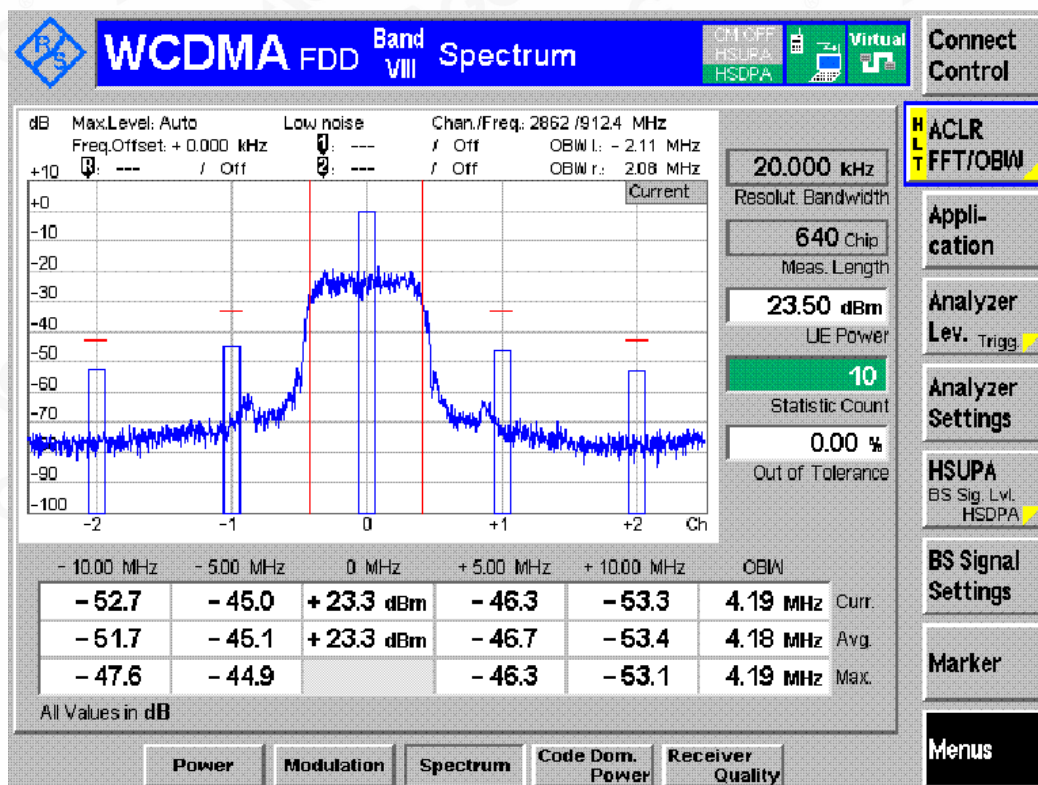 R&S
WCDMA FDD Band VIII Spectrum
CM OFF
HSUPA
HSDPA
Virtual
Connect Control
dB Max.Level: Auto Low noise Chan./Freq.: 2862 /912.4 MHz
Freq.Offset: + 0.000 kHz 1: --- / Off OBW l.: - 2.11 MHz
R: --- / Off 2: --- / Off OBW r.: 2.08 MHz
Current
+10
+0
-10
-20
-30
-40
-50
-60
-70
-90
-100
-2 -1 0 +1 +2 Ch
20.000 kHz
Resolut. Bandwidth
640 Chip
Meas. Length
23.50 dBm
UE Power
10
Statistic Count
0.00 %
Out of Tolerance
HLT
ACLR
FFT/OBW
Appli-
cation
Analyzer
Lev. Trigg.
Analyzer
Settings
HSUPA
BS Sig. Lvl.
HSDPA
BS Signal
Settings
Marker
Menus
- 10.00 MHz - 5.00 MHz 0 MHz + 5.00 MHz + 10.00 MHz OBW
- 52.7 - 45.0 + 23.3 dBm - 46.3 - 53.3 4.19 MHz Curr.
- 51.7 - 45.1 + 23.3 dBm - 46.7 - 53.4 4.18 MHz Avg.
- 47.6 - 44.9 - 46.3 - 53.1 4.19 MHz Max.
All Values in dB
Power
Modulation
Spectrum
Code Dom.
Power
Receiver
Quality